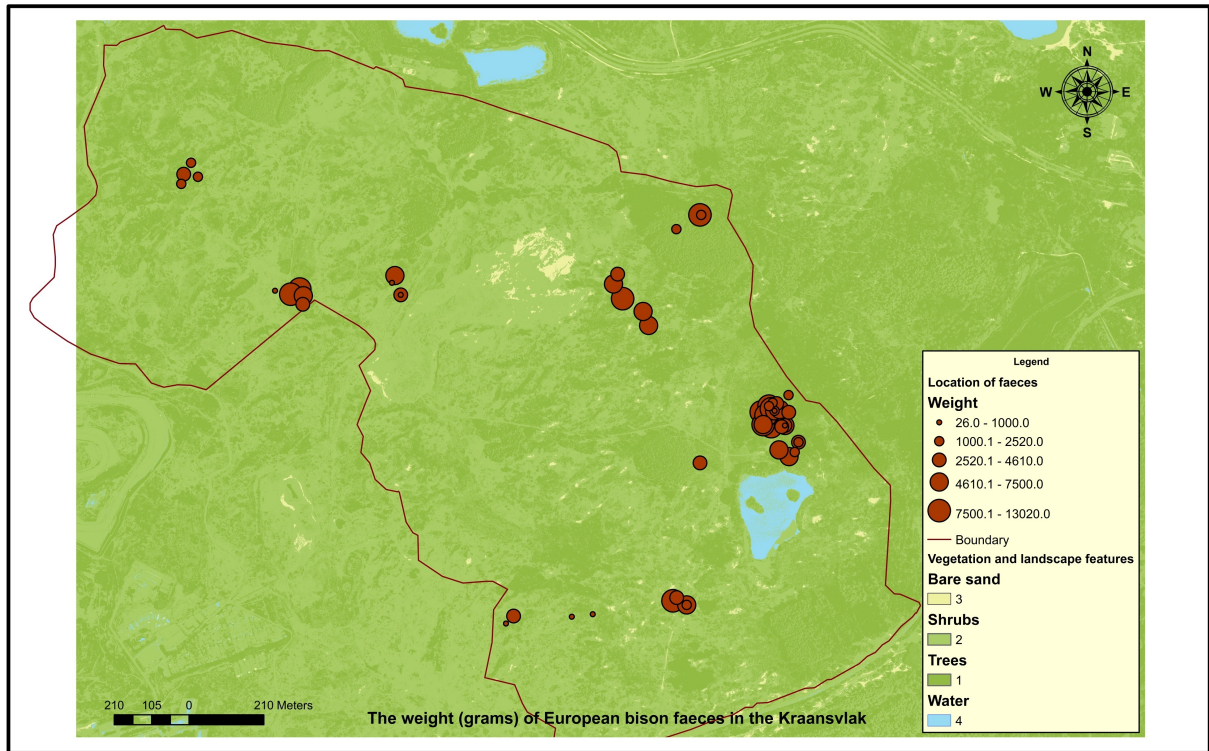 N
W E
S
Legend
Location of faeces
Weight
26.0 - 1000.0
1000.1 - 2520.0
2520.1 - 4610.0
4610.1 - 7500.0
7500.1 - 13020.0
Boundary
Vegetation and landscape features
Bare sand
3
Shrubs
2
Trees
1
Water
4
210 105 0 210 Meters
The weight (grams) of European bison faeces in the Kraansvlak